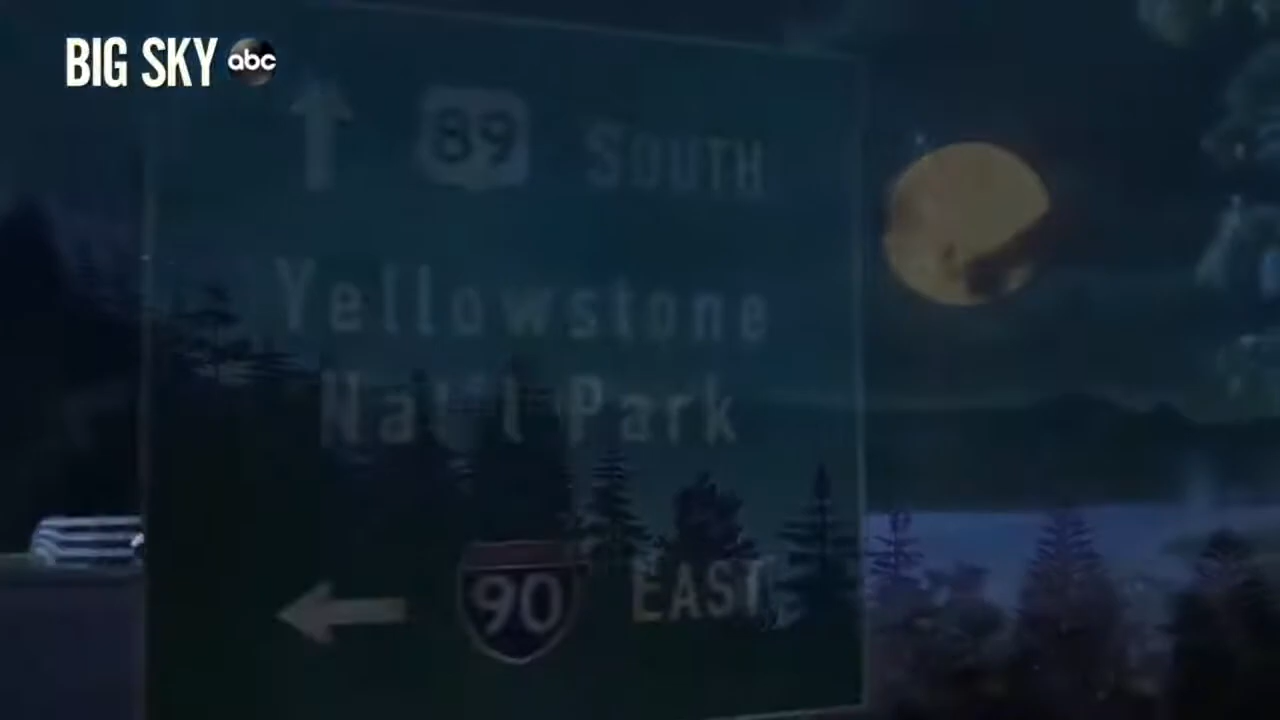 BIG SKY abc
89 SOUTH
Yellowstone
Nat'l Park
90 EAST